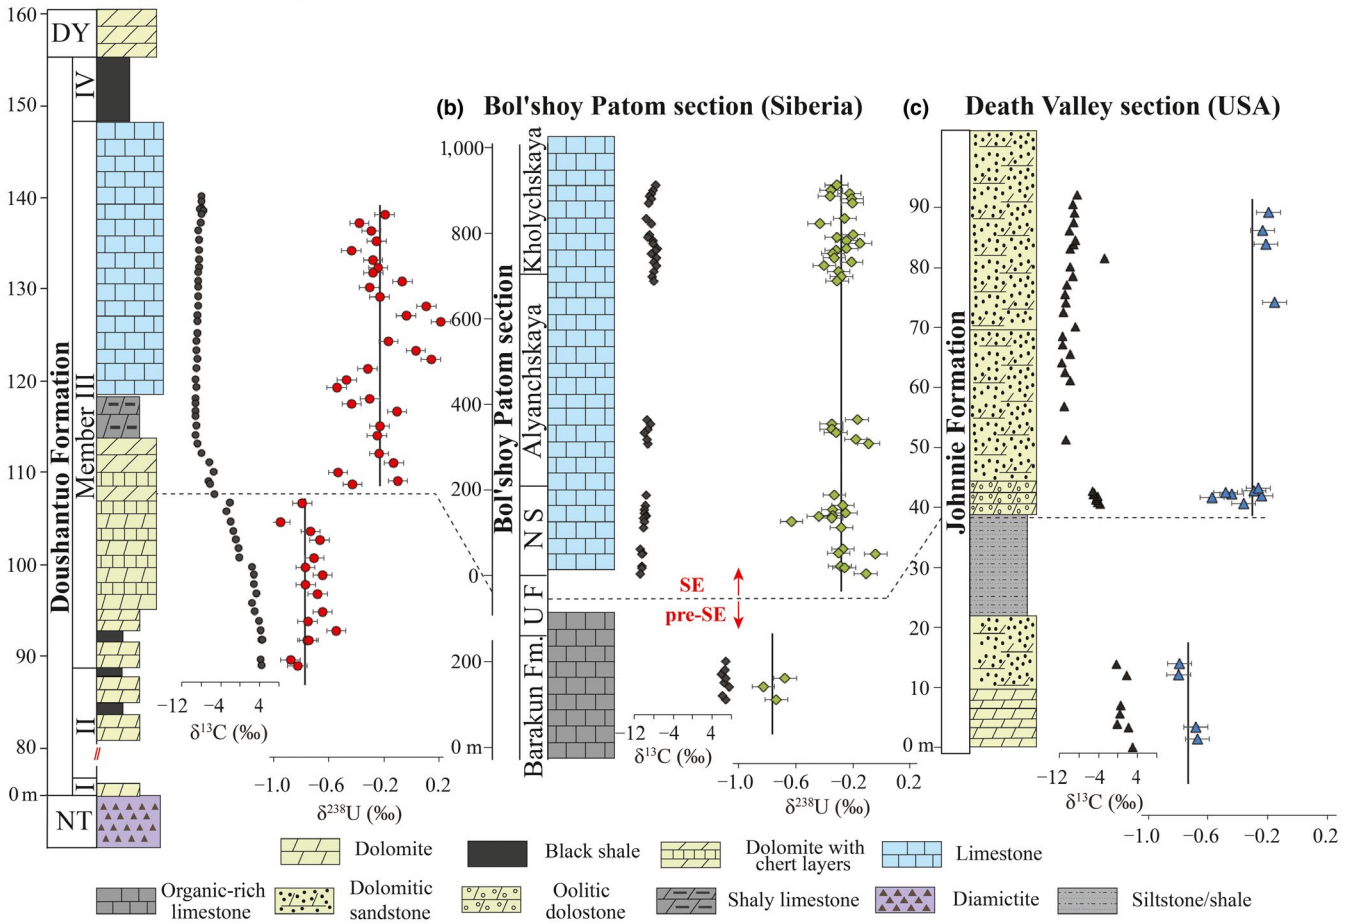 (b) Bol'shoy Patom section (Siberia)
(c) Death Valley section (USA)
160
150
140
130
120
110
100
90
80
0 m
DY
IV
Member III
II
I
NT
Doushantuo Formation
−12
−4
4
δ¹³C (‰)
−1.0
−0.6
−0.2
0.2
δ²³⁸U (‰)
1,000
800
600
400
200
0
200
0 m
Bol'shoy Patom section
Kholychskaya
Alyanchskaya
N S
U F
Barakun Fm.
SE
pre-SE
−12
−4
4
δ¹³C (‰)
−1.0
−0.6
−0.2
0.2
δ²³⁸U (‰)
90
80
70
60
50
40
30
20
10
0 m
Johnnie Formation
−12
−4
4
δ¹³C (‰)
−1.0
−0.6
−0.2
0.2
Dolomite
Black shale
Dolomite with
chert layers
Limestone
Organic-rich
limestone
Dolomitic
sandstone
Oolitic
dolostone
Shaly limestone
Diamictite
Siltstone/shale